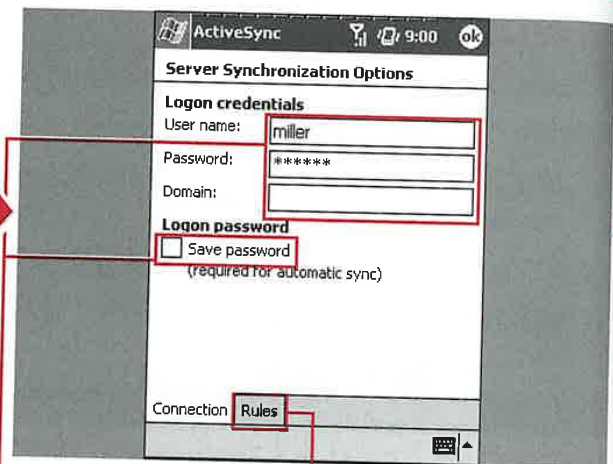 ActiveSync 9:00 ok
Server Synchronization Options
Logon credentials
User name: miller
Password: ******
Domain:
Logon password
Save password
(required for automatic sync)
Connection Rules